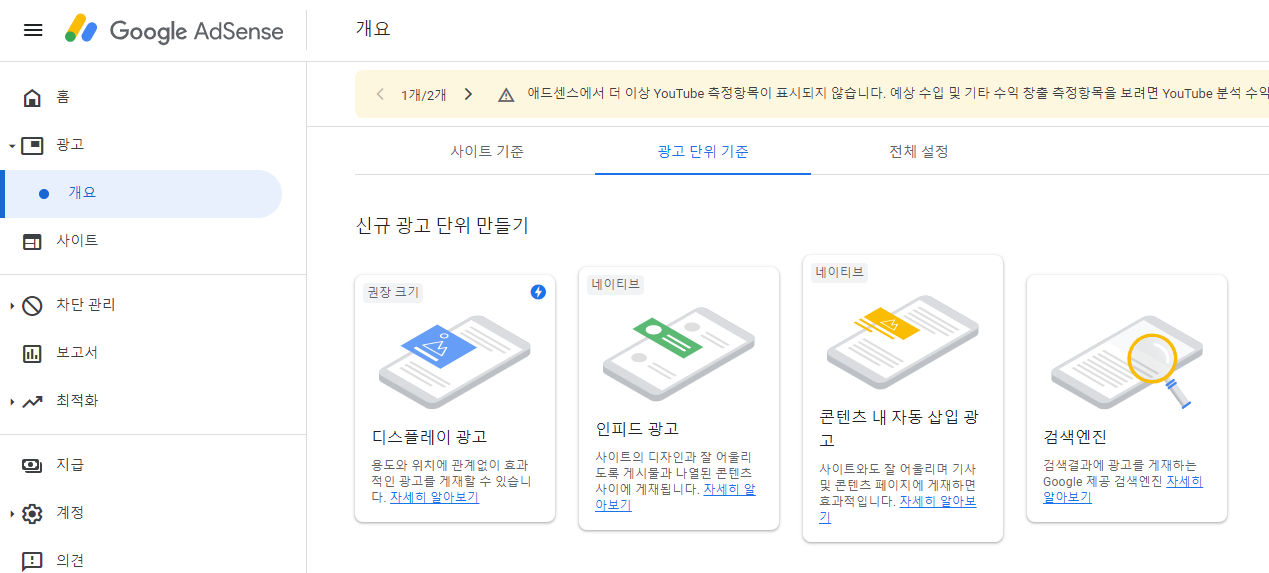 Google AdSense
개요
홈
광고
개요
사이트
차단 관리
보고서
최적화
지급
계정
의견
1개/2개
애드센스에서 더 이상 YouTube 측정항목이 표시되지 않습니다. 예상 수입 및 기타 수익 창출 측정항목을 보려면 YouTube 분석 수익
사이트 기준
광고 단위 기준
전체 설정
신규 광고 단위 만들기
권장 크기
디스플레이 광고
용도와 위치에 관계없이 효과
적인 광고를 게재할 수 있습니
다. 자세히 알아보기
네이티브
인피드 광고
사이트의 디자인과 잘 어울리
도록 게시물과 나열된 콘텐츠
사이에 게재됩니다. 자세히 알
아보기
네이티브
콘텐츠 내 자동 삽입 광
고
사이트와도 잘 어울리며 기사
및 콘텐츠 페이지에 게재하면
효과적입니다. 자세히 알아보
기
검색엔진
검색결과에 광고를 게재하는
Google 제공 검색엔진 자세히
알아보기